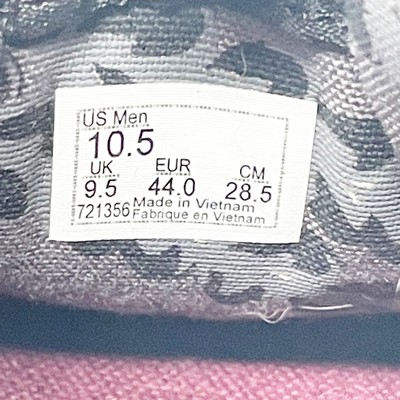 US Men
10.5
UK EUR CM
9.5 44.0 28.5
721356 Made in Vietnam
Fabrique en Vietnam